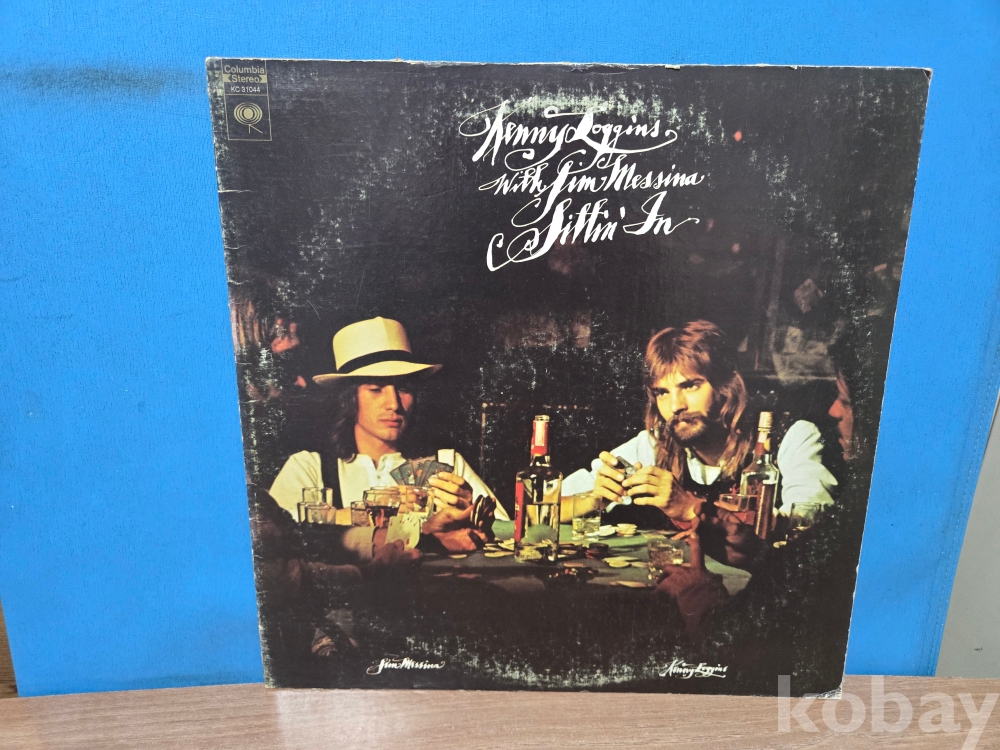 Columbia
Stereo
KC 31044
Kenny Loggins
With Jim Messina
Sittin' In
Jim Messina
Kenny Loggins
kobay